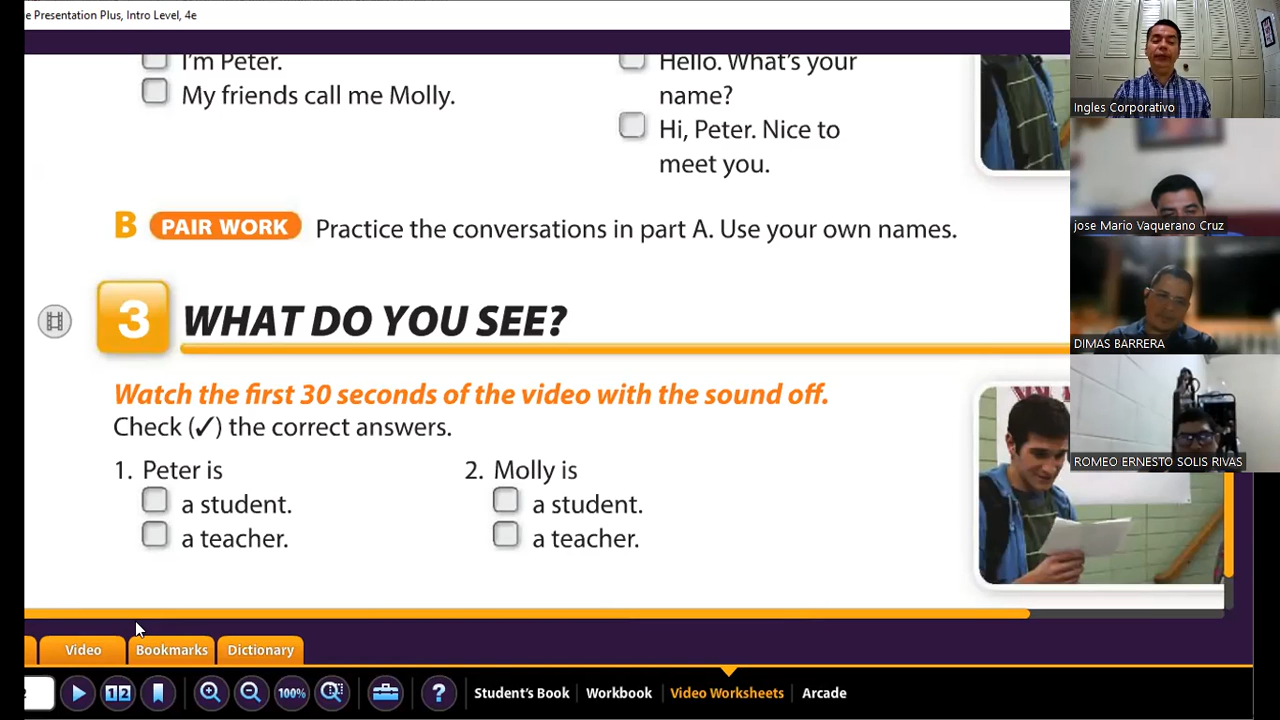 e Presentation Plus, Intro Level, 4e
I'm Peter.
My friends call me Molly.
Hello. What's your
name?
Hi, Peter. Nice to
meet you.
B PAIR WORK Practice the conversations in part A. Use your own names.
3 WHAT DO YOU SEE?
Watch the first 30 seconds of the video with the sound off.
Check (✓) the correct answers.
1. Peter is
a student.
a teacher.
2. Molly is
a student.
a teacher.
Ingles Corporativo
jose Mario Vaquerano Cruz
DIMAS BARRERA
ROMEO ERNESTO SOLIS RIVAS
Video Bookmarks Dictionary
2 12 100% ? Student's Book Workbook Video Worksheets Arcade